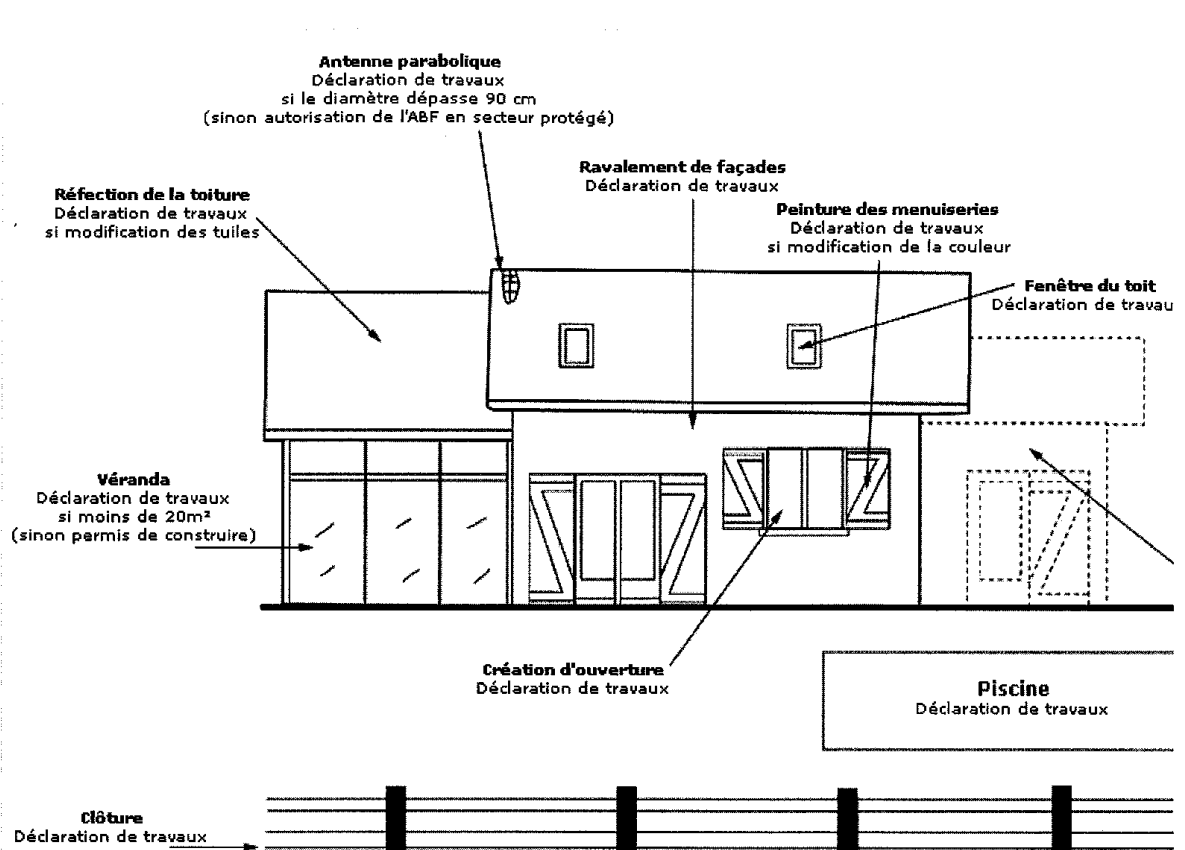 Antenne parabolique
Déclaration de travaux
si le diamètre dépasse 90 cm
(sinon autorisation de l'ABF en secteur protégé)
Ravalement de façades
Déclaration de travaux
Réfection de la toiture
Déclaration de travaux
si modification des tuiles
Peinture des menuiseries
Déclaration de travaux
si modification de la couleur
Fenêtre du toit
Déclaration de travau
Véranda
Déclaration de travaux
si moins de 20m²
(sinon permis de construire)
Création d'ouverture
Déclaration de travaux
Piscine
Déclaration de travaux
Clôture
Déclaration de travaux